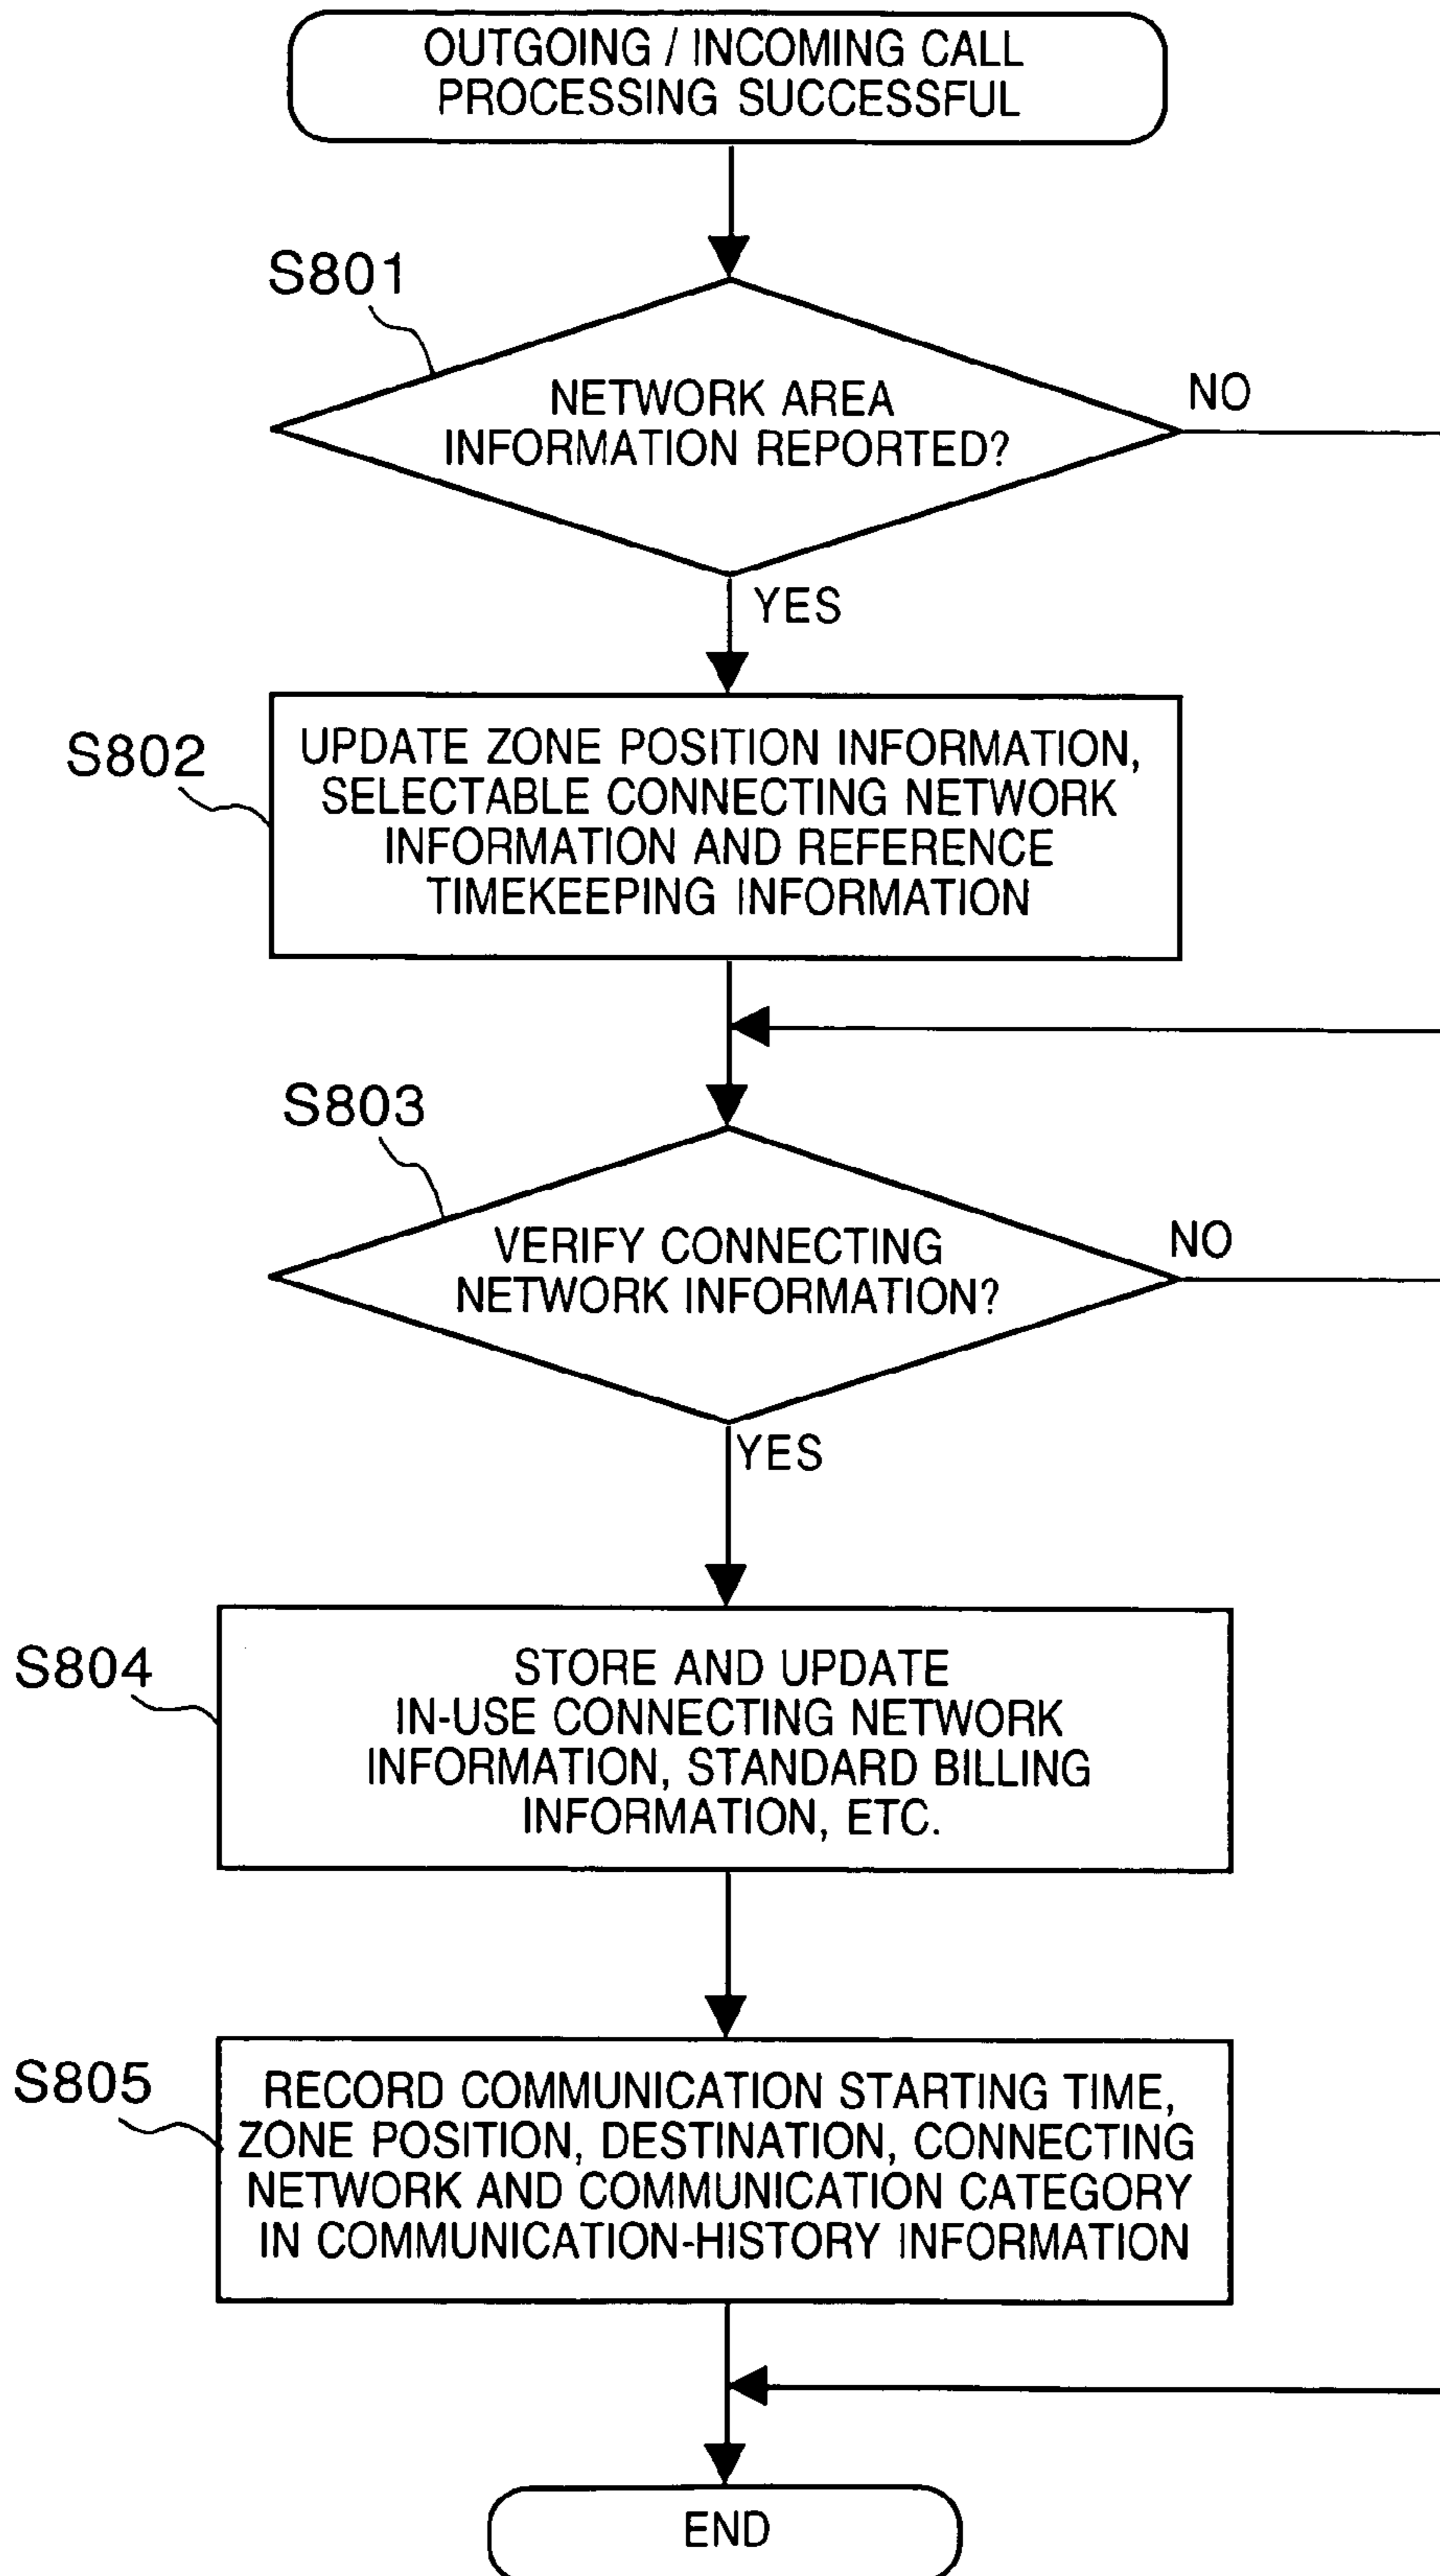 OUTGOING / INCOMING CALL
PROCESSING SUCCESSFUL
S801
NETWORK AREA
INFORMATION REPORTED?
NO
YES
S802
UPDATE ZONE POSITION INFORMATION,
SELECTABLE CONNECTING NETWORK
INFORMATION AND REFERENCE
TIMEKEEPING INFORMATION
S803
VERIFY CONNECTING
NETWORK INFORMATION?
NO
YES
S804
STORE AND UPDATE
IN-USE CONNECTING NETWORK
INFORMATION, STANDARD BILLING
INFORMATION, ETC.
S805
RECORD COMMUNICATION STARTING TIME,
ZONE POSITION, DESTINATION, CONNECTING
NETWORK AND COMMUNICATION CATEGORY
IN COMMUNICATION-HISTORY INFORMATION
END